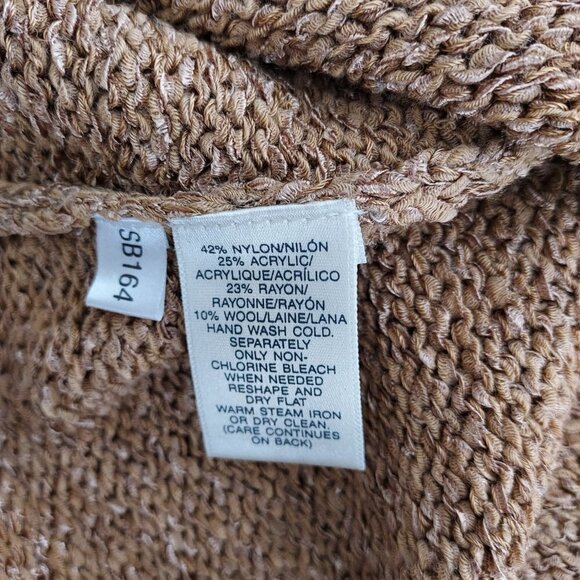 SB164
42% NYLON/NILÓN
25% ACRYLIC/
ACRYLIQUE/ACRÍLICO
23% RAYON/
RAYONNE/RAYÓN
10% WOOL/LAINE/LANA
HAND WASH COLD.
SEPARATELY
ONLY NON-
CHLORINE BLEACH
WHEN NEEDED
RESHAPE AND
DRY FLAT
WARM STEAM IRON
OR DRY CLEAN.
(CARE CONTINUES
ON BACK)